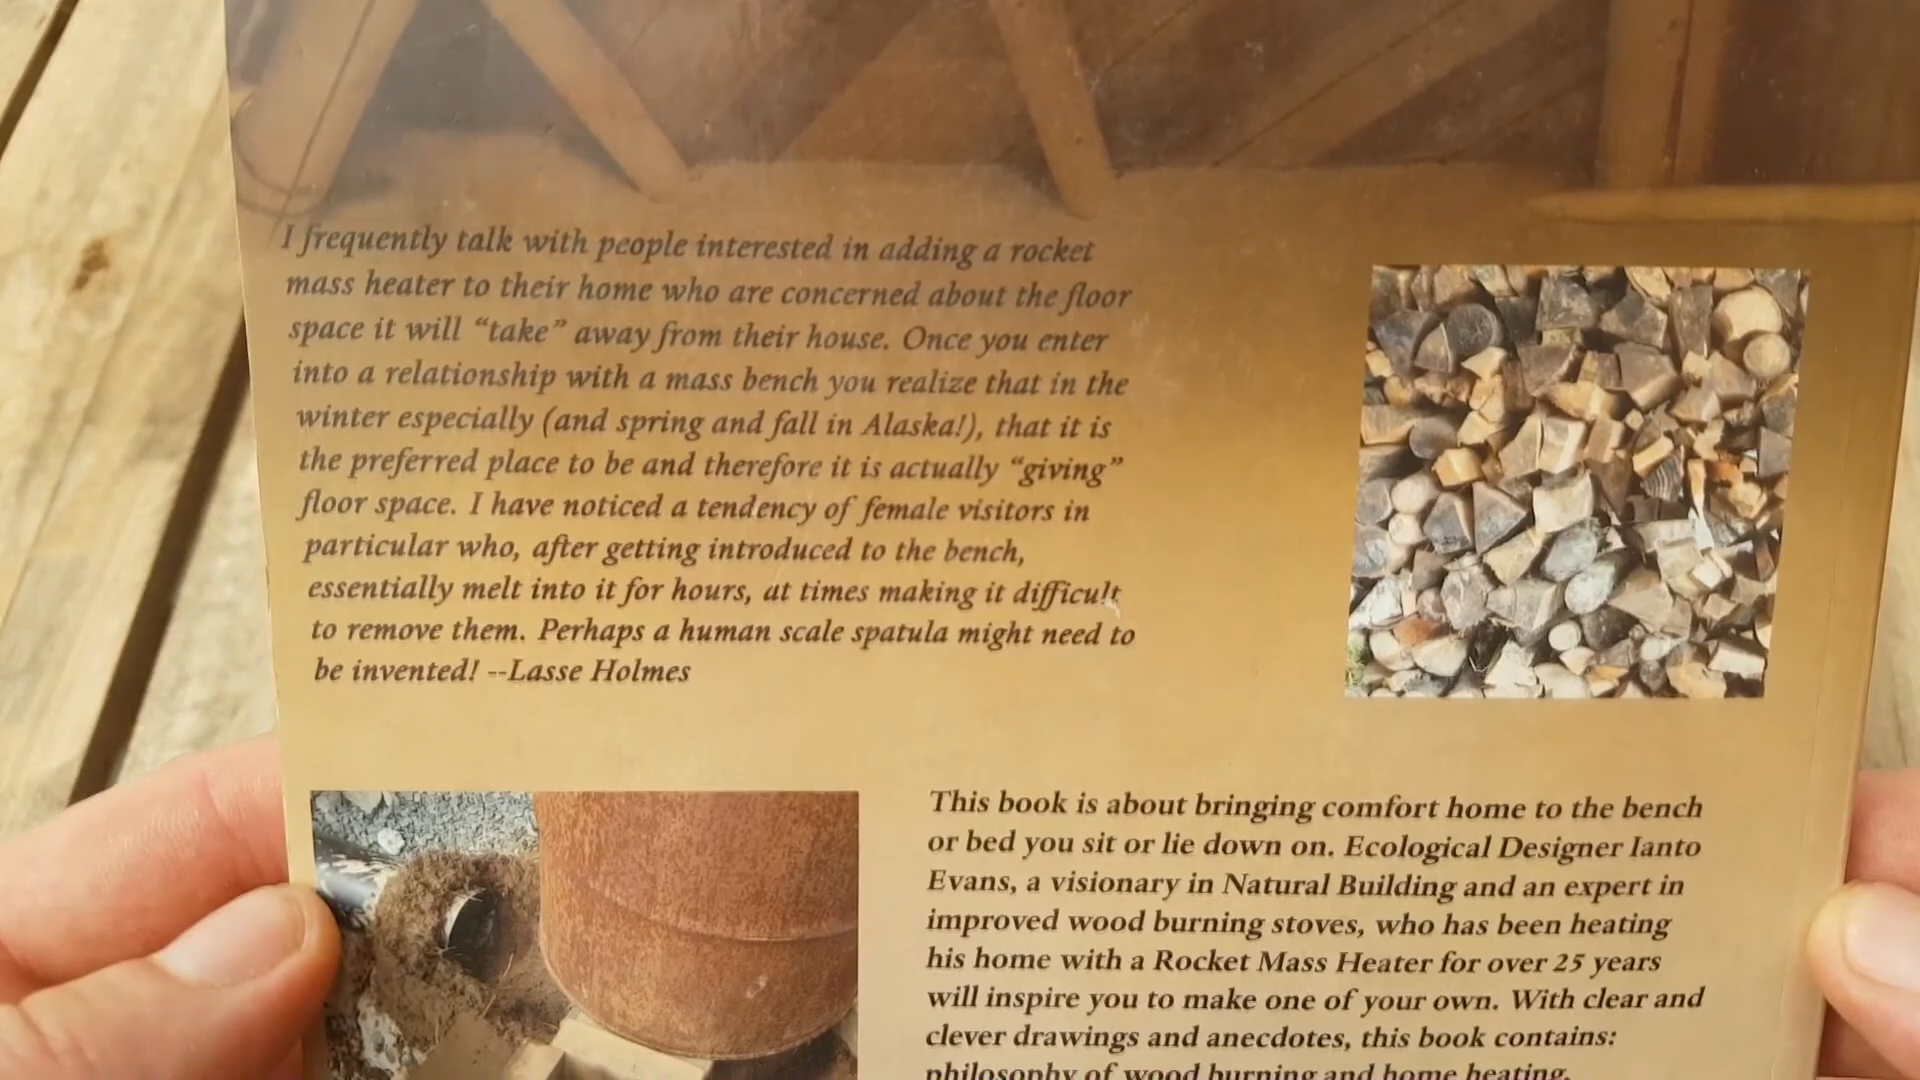 I frequently talk with people interested in adding a rocket
mass heater to their home who are concerned about the floor
space it will “take” away from their house. Once you enter
into a relationship with a mass bench you realize that in the
winter especially (and spring and fall in Alaska!), that it is
the preferred place to be and therefore it is actually “giving”
floor space. I have noticed a tendency of female visitors in
particular who, after getting introduced to the bench,
essentially melt into it for hours, at times making it difficult
to remove them. Perhaps a human scale spatula might need to
be invented! --Lasse Holmes
This book is about bringing comfort home to the bench
or bed you sit or lie down on. Ecological Designer Ianto
Evans, a visionary in Natural Building and an expert in
improved wood burning stoves, who has been heating
his home with a Rocket Mass Heater for over 25 years
will inspire you to make one of your own. With clear and
clever drawings and anecdotes, this book contains:
philosophy of wood burning and home heating,